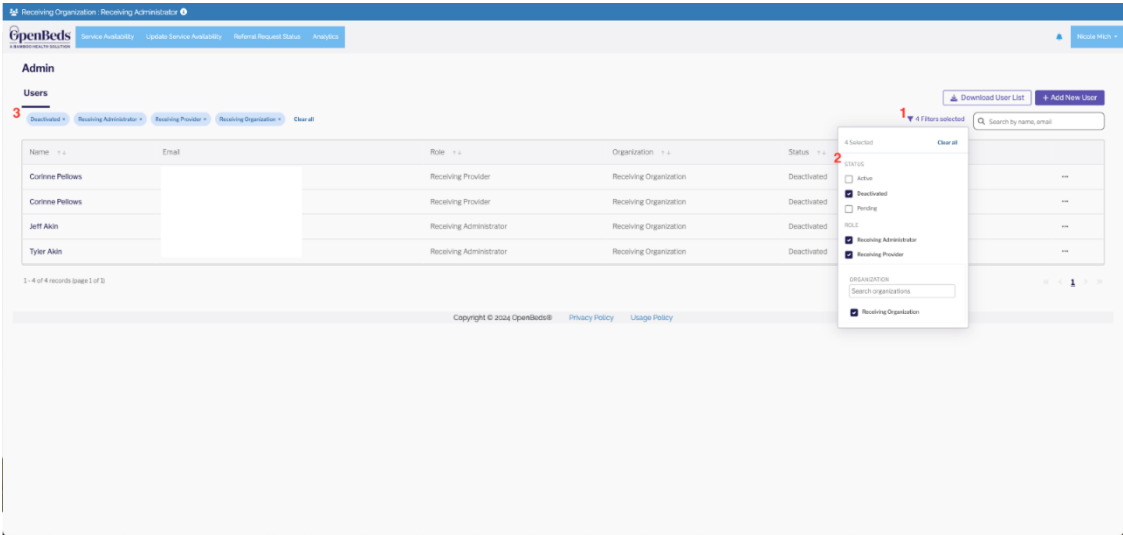 Receiving Organization | Receiving Administrator
OpenBeds Service Availability Update Service Availability Referral Request Status Analytics Nicole Mich
A BAMBOO HEALTH SOLUTION
Admin
Users
Download User List + Add New User
3 Deactivated Receiving Administrator Receiving Provider Receiving Organization Clear all 1 4 Filters selected Search by name, email
Name Email Role Organization Status
Corinne Pellows Receiving Provider Receiving Organization Deactivated
Corinne Pellows Receiving Provider Receiving Organization Deactivated
Jeff Akin Receiving Administrator Receiving Organization Deactivated
Tyler Akin Receiving Administrator Receiving Organization Deactivated
1 - 4 of 4 records (page 1 of 1) 1
4 Selected Clear all
2 STATUS
Active
Deactivated
Pending
ROLE
Receiving Administrator
Receiving Provider
ORGANIZATION
Search organizations
Receiving Organization
Copyright © 2024 OpenBeds® Privacy Policy Usage Policy